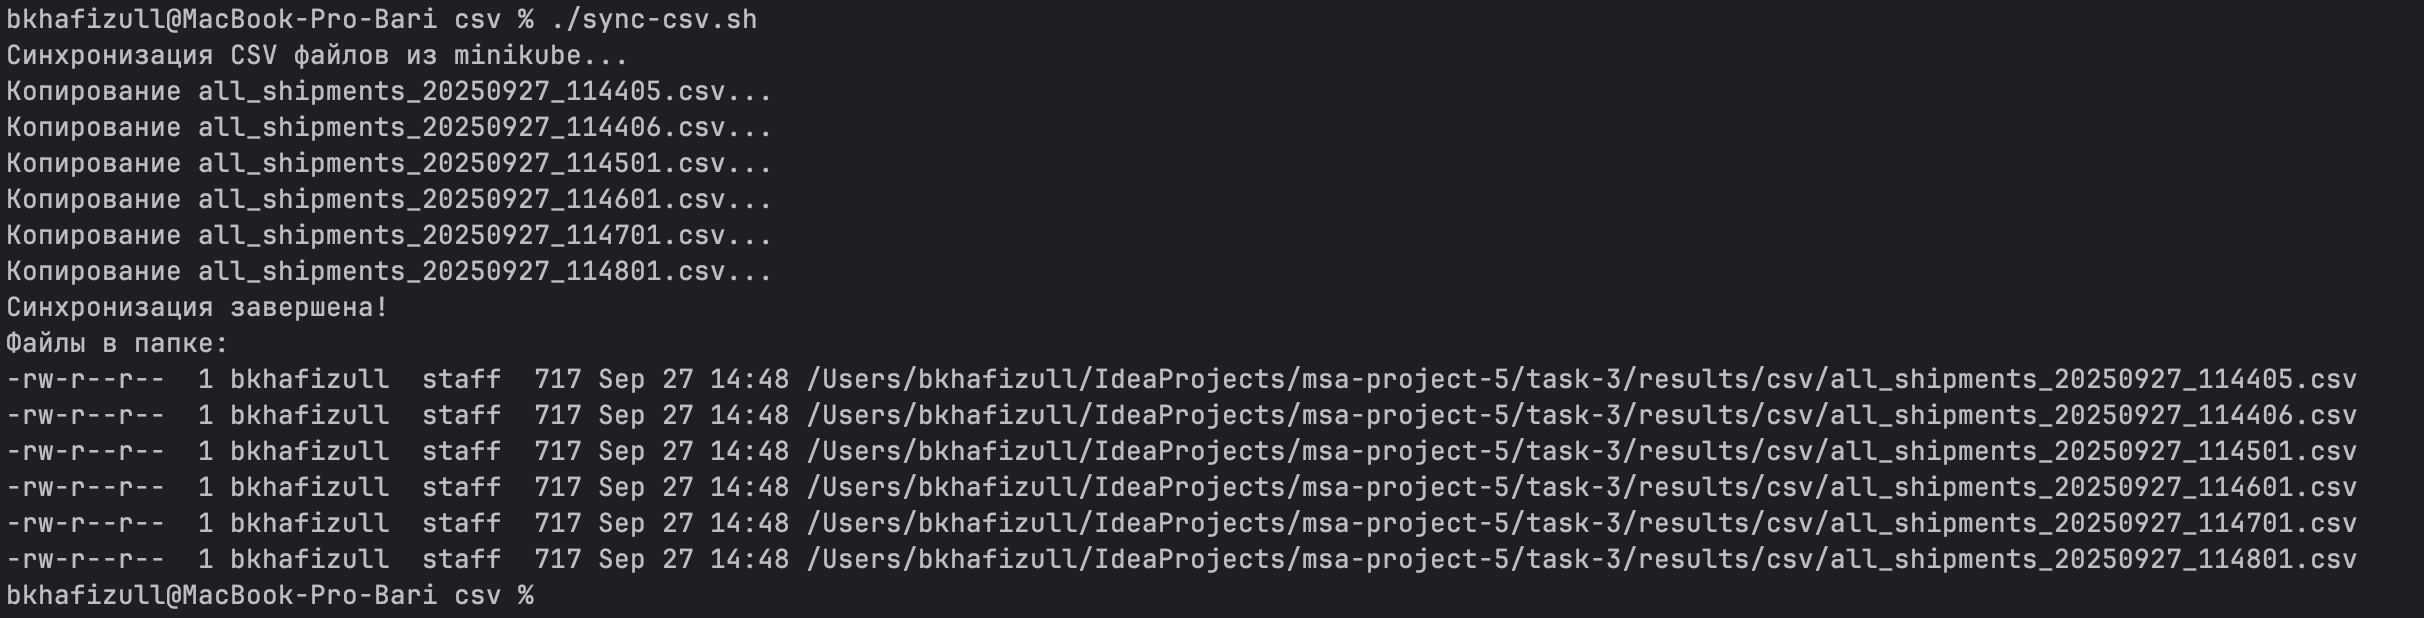 bkhafizull@MacBook-Pro-Bari csv % ./sync-csv.sh
Синхронизация CSV файлов из minikube...
Копирование all_shipments_20250927_114405.csv...
Копирование all_shipments_20250927_114406.csv...
Копирование all_shipments_20250927_114501.csv...
Копирование all_shipments_20250927_114601.csv...
Копирование all_shipments_20250927_114701.csv...
Копирование all_shipments_20250927_114801.csv...
Синхронизация завершена!
Файлы в папке:
-rw-r--r--  1 bkhafizull  staff  717 Sep 27 14:48 /Users/bkhafizull/IdeaProjects/msa-project-5/task-3/results/csv/all_shipments_20250927_114405.csv
-rw-r--r--  1 bkhafizull  staff  717 Sep 27 14:48 /Users/bkhafizull/IdeaProjects/msa-project-5/task-3/results/csv/all_shipments_20250927_114406.csv
-rw-r--r--  1 bkhafizull  staff  717 Sep 27 14:48 /Users/bkhafizull/IdeaProjects/msa-project-5/task-3/results/csv/all_shipments_20250927_114501.csv
-rw-r--r--  1 bkhafizull  staff  717 Sep 27 14:48 /Users/bkhafizull/IdeaProjects/msa-project-5/task-3/results/csv/all_shipments_20250927_114601.csv
-rw-r--r--  1 bkhafizull  staff  717 Sep 27 14:48 /Users/bkhafizull/IdeaProjects/msa-project-5/task-3/results/csv/all_shipments_20250927_114701.csv
-rw-r--r--  1 bkhafizull  staff  717 Sep 27 14:48 /Users/bkhafizull/IdeaProjects/msa-project-5/task-3/results/csv/all_shipments_20250927_114801.csv
bkhafizull@MacBook-Pro-Bari csv %